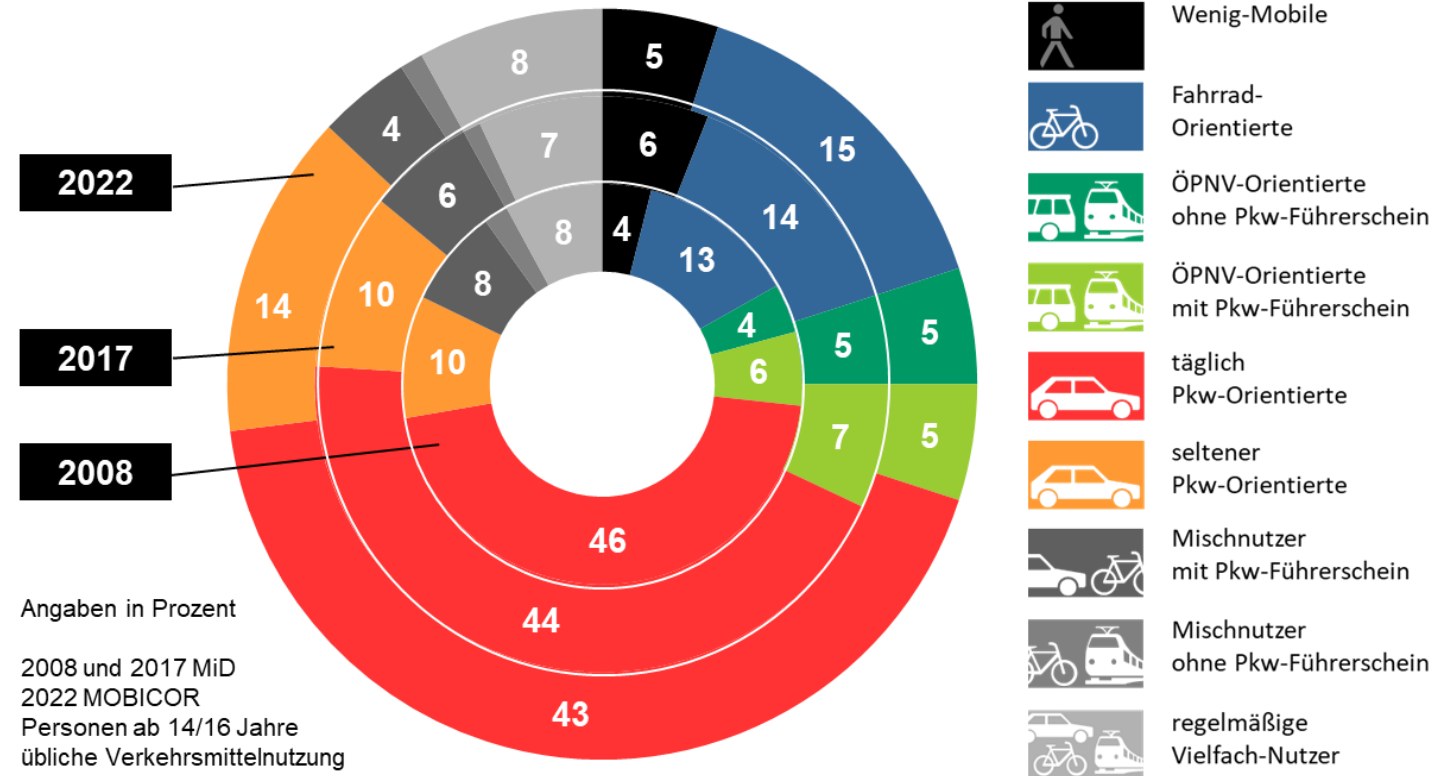 5
15
5
5
43
14
4
8
6
14
5
7
44
10
6
7
4
13
4
6
46
10
8
8
2022
2017
2008
Angaben in Prozent
2008 und 2017 MiD
2022 MOBICOR
Personen ab 14/16 Jahre
übliche Verkehrsmittelnutzung
Wenig-Mobile
Fahrrad-
Orientierte
ÖPNV-Orientierte
ohne Pkw-Führerschein
ÖPNV-Orientierte
mit Pkw-Führerschein
täglich
Pkw-Orientierte
seltener
Pkw-Orientierte
Mischnutzer
mit Pkw-Führerschein
Mischnutzer
ohne Pkw-Führerschein
regelmäßige
Vielfach-Nutzer